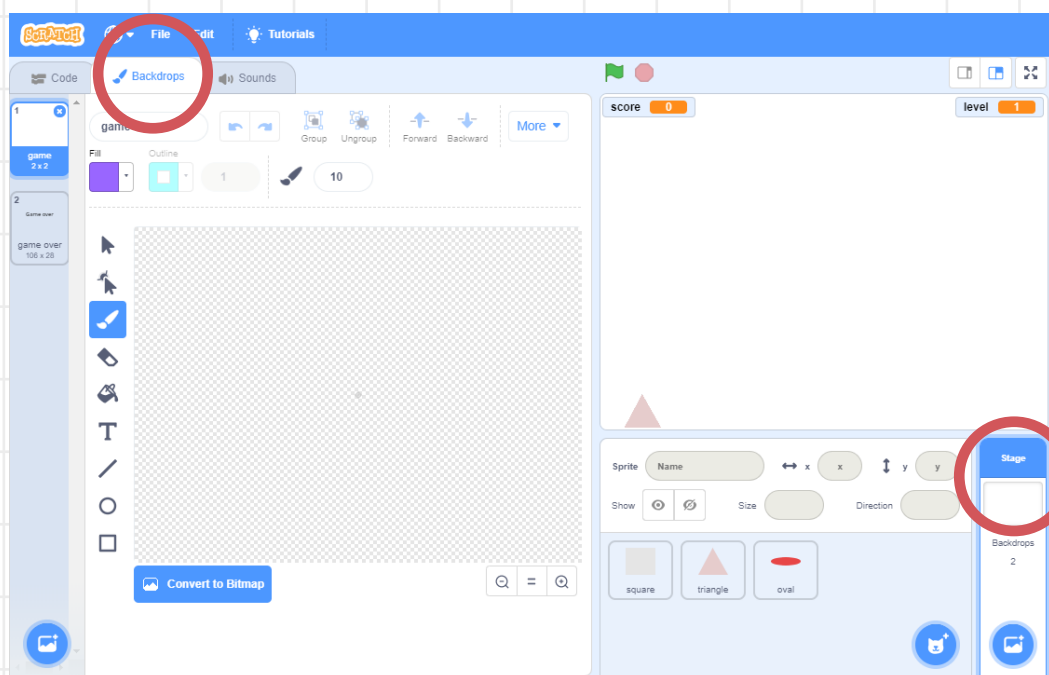 SCRATCH File Edit Tutorials
Code Backdrops Sounds
1
game
2 x 2
2
Game over
game over
106 x 28
game
Group Ungroup Forward Backward More
Fill Outline
1 10
Convert to Bitmap
score 0 level 1
Sprite Name x x y y
Show Size Direction
square triangle oval
Stage
Backdrops
2